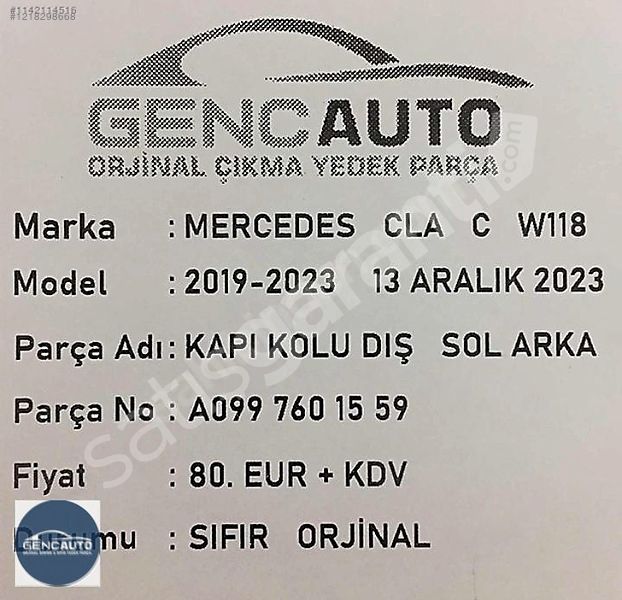 #1142114516
#1218298668
GENCAUTO
ORJİNAL ÇIKMA YEDEK PARÇA
Marka : MERCEDES CLA C W118
Model : 2019-2023 13 ARALIK 2023
Parça Adı : KAPI KOLU DIŞ SOL ARKA
Parça No : A099 760 15 59
Fiyat : 80. EUR + KDV
: SIFIR ORJİNAL
GENCAUTO
satısgaranti.com